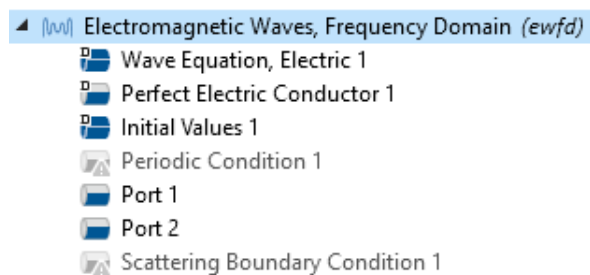 Electromagnetic Waves, Frequency Domain (ewfd)
Wave Equation, Electric 1
Perfect Electric Conductor 1
Initial Values 1
Periodic Condition 1
Port 1
Port 2
Scattering Boundary Condition 1